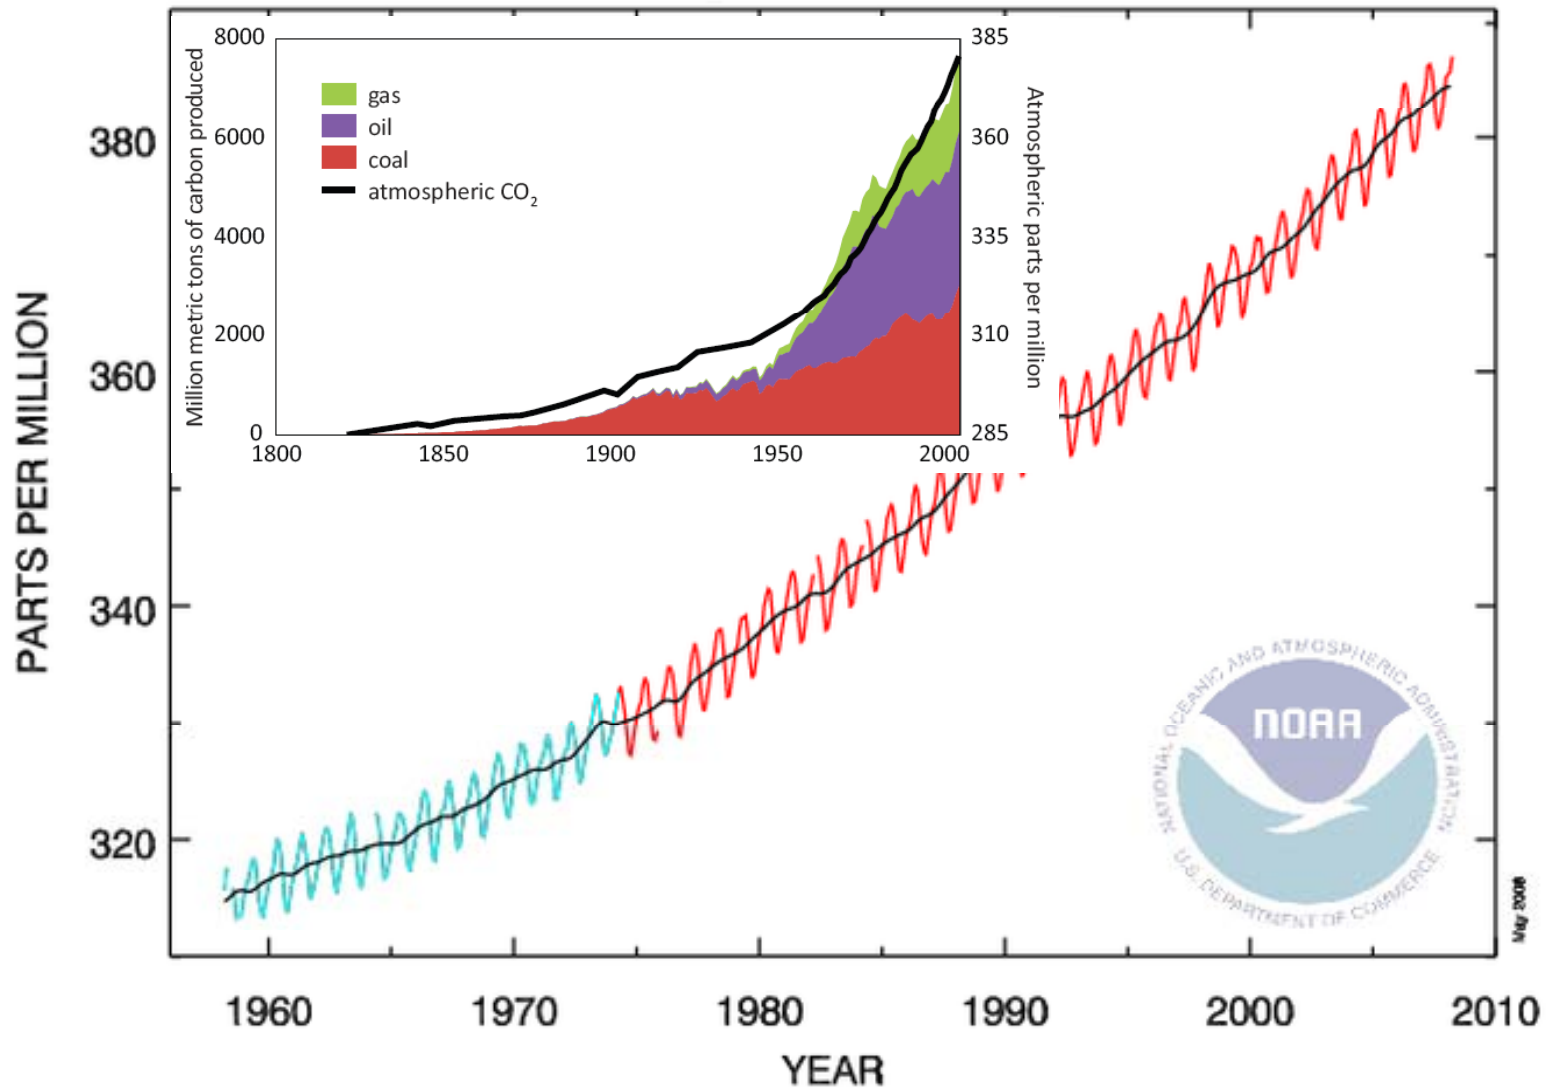 8000
6000
4000
2000
0
Million metric tons of carbon produced
gas
oil
coal
atmospheric CO₂
385
360
335
310
285
Atmospheric parts per million
1800 1850 1900 1950 2000
380
360
340
320
PARTS PER MILLION
1960 1970 1980 1990 2000 2010
YEAR
NATIONAL OCEANIC AND ATMOSPHERIC ADMINISTRATION
NOAA
U.S. DEPARTMENT OF COMMERCE
May 2008